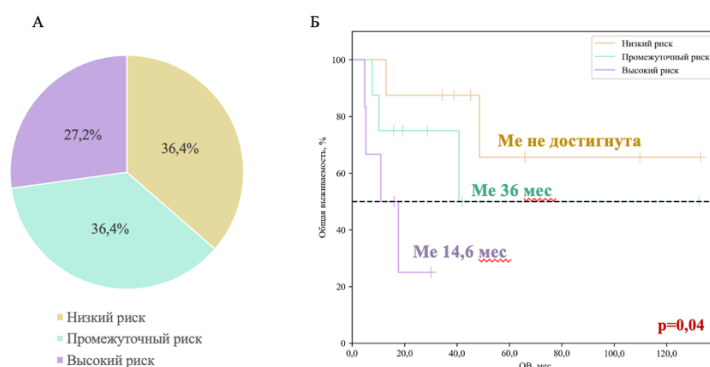 А
27,2%
36,4%
36,4%
Низкий риск
Промежуточный риск
Высокий риск
Б
Низкий риск
Промежуточный риск
Высокий риск
Общая выживаемость, %
100
80
60
40
20
0
Me не достигнута
Me 36 мес
Me 14,6 мес
p=0,04
0,0
20,0
40,0
60,0
80,0
100,0
120,0
ОВ, мес